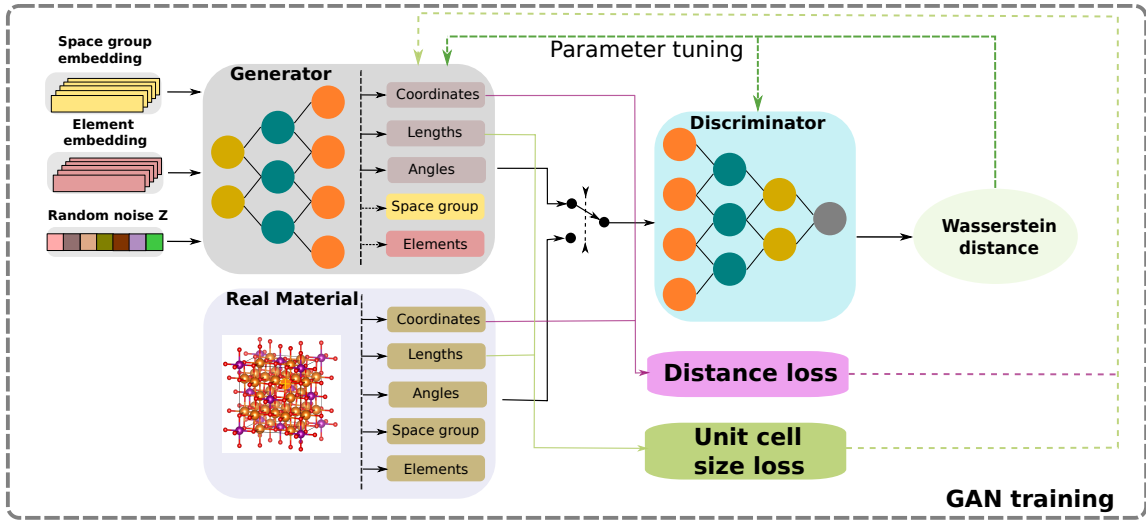 Space group
embedding
Element
embedding
Random noise Z
Generator
Coordinates
Lengths
Angles
Space group
Elements
Real Material
Coordinates
Lengths
Angles
Space group
Elements
Parameter tuning
Discriminator
Wasserstein
distance
Distance loss
Unit cell
size loss
GAN training